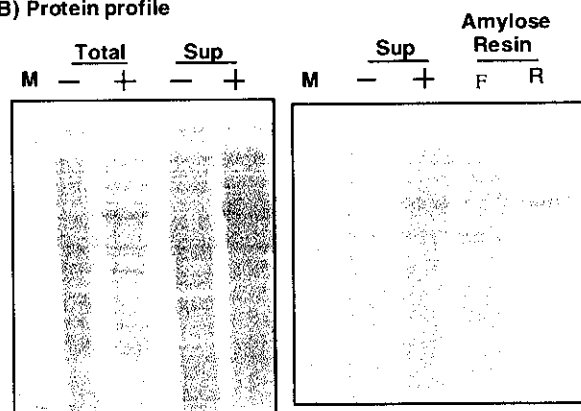 B) Protein profile
Total Sup
M − + − +
Amylose
Sup Resin
M − + F R